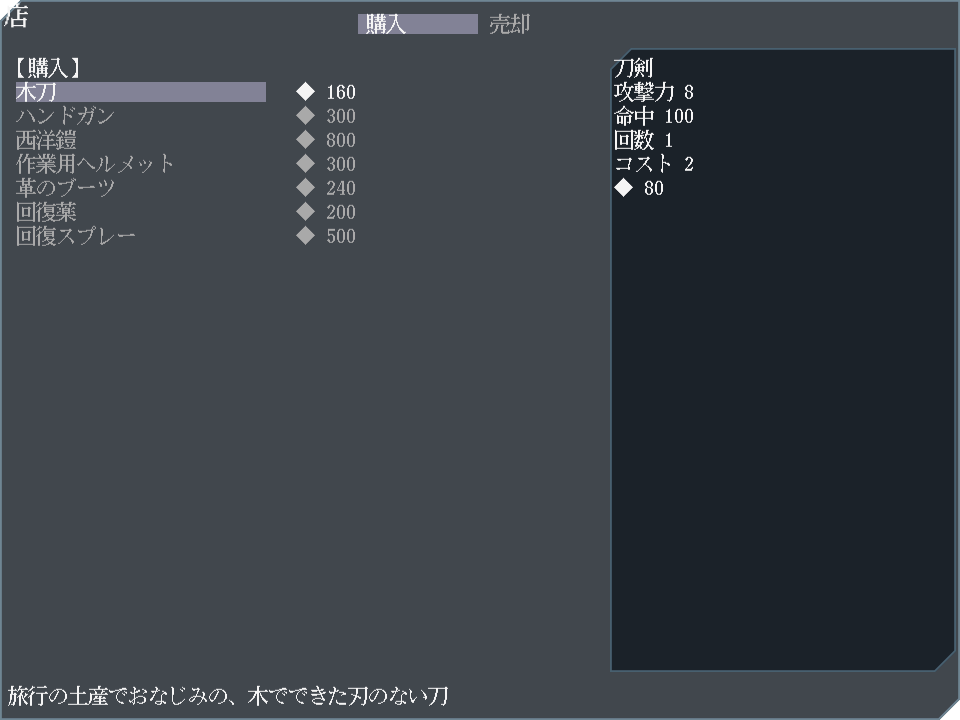 店
購入 売却
【購入】
木刀 ◆ 160
ハンドガン ◆ 300
西洋鎧 ◆ 800
作業用ヘルメット ◆ 300
革のブーツ ◆ 240
回復薬 ◆ 200
回復スプレー ◆ 500
刀剣
攻撃力 8
命中 100
回数 1
コスト 2
◆ 80
旅行の土産でおなじみの、木でできた刃のない刀